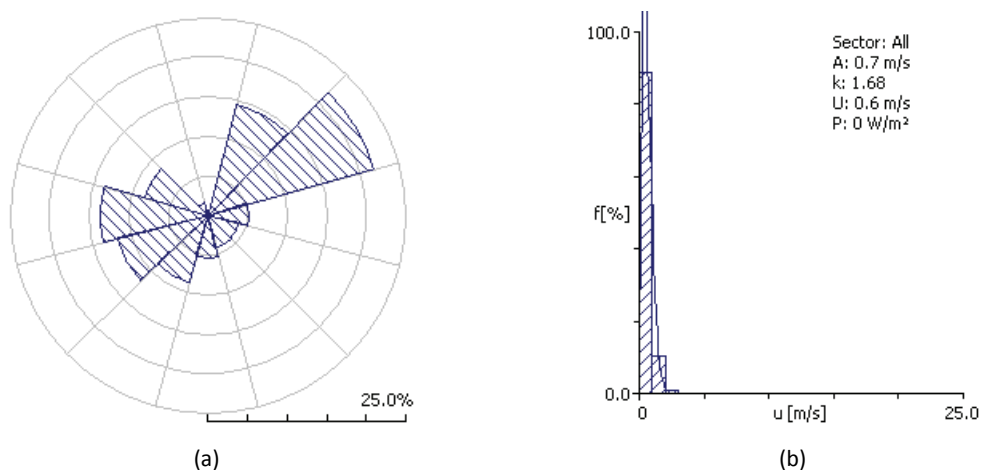 25.0%
(a)
100.0
f[%]
0.0
0
u [m/s]
25.0
Sector: All
A: 0.7 m/s
k: 1.68
U: 0.6 m/s
P: 0 W/m²
(b)